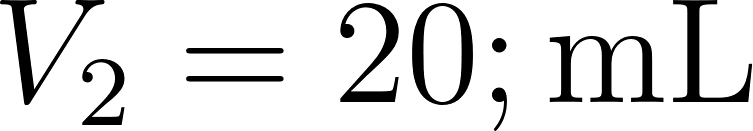 V₂ = 20; mL